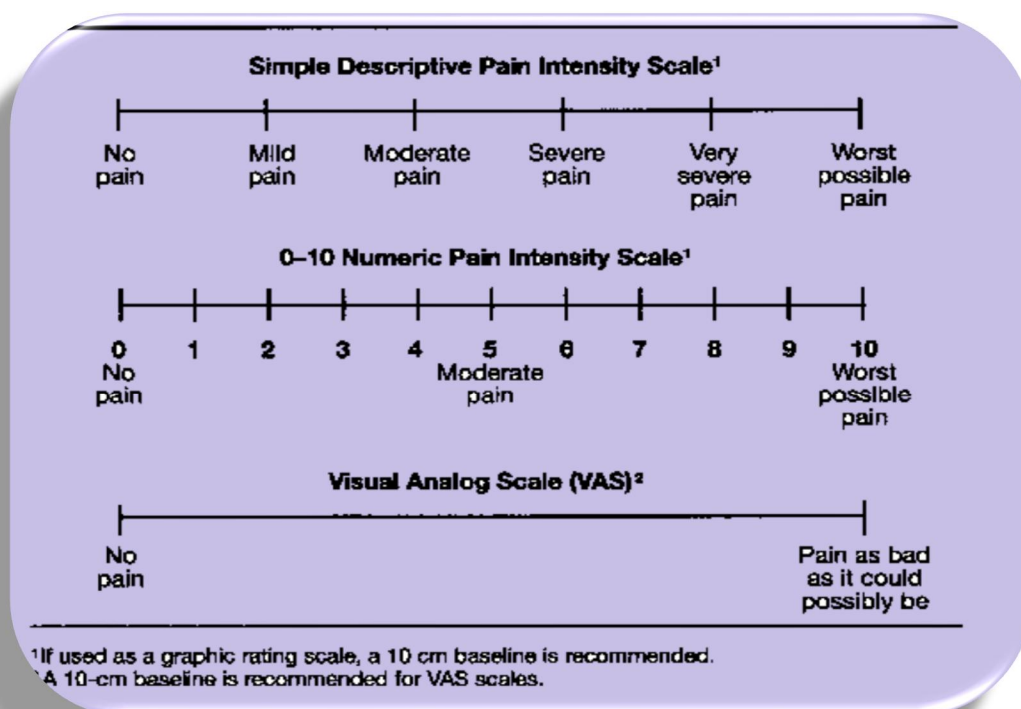 Simple Descriptive Pain Intensity Scale¹
No pain
Mild pain
Moderate pain
Severe pain
Very severe pain
Worst possible pain
0–10 Numeric Pain Intensity Scale¹
0 1 2 3 4 5 6 7 8 9 10
No pain
Moderate pain
Worst possible pain
Visual Analog Scale (VAS)²
No pain
Pain as bad as it could possibly be
¹If used as a graphic rating scale, a 10 cm baseline is recommended.
A 10-cm baseline is recommended for VAS scales.